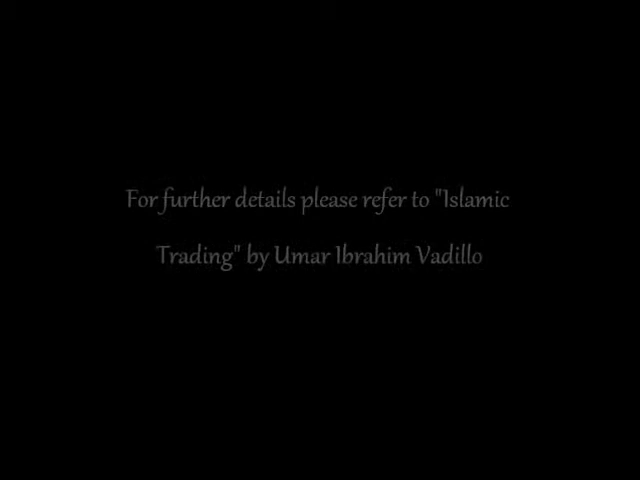 For further details please refer to "Islamic
Trading" by Umar Ibrahim Vadillo